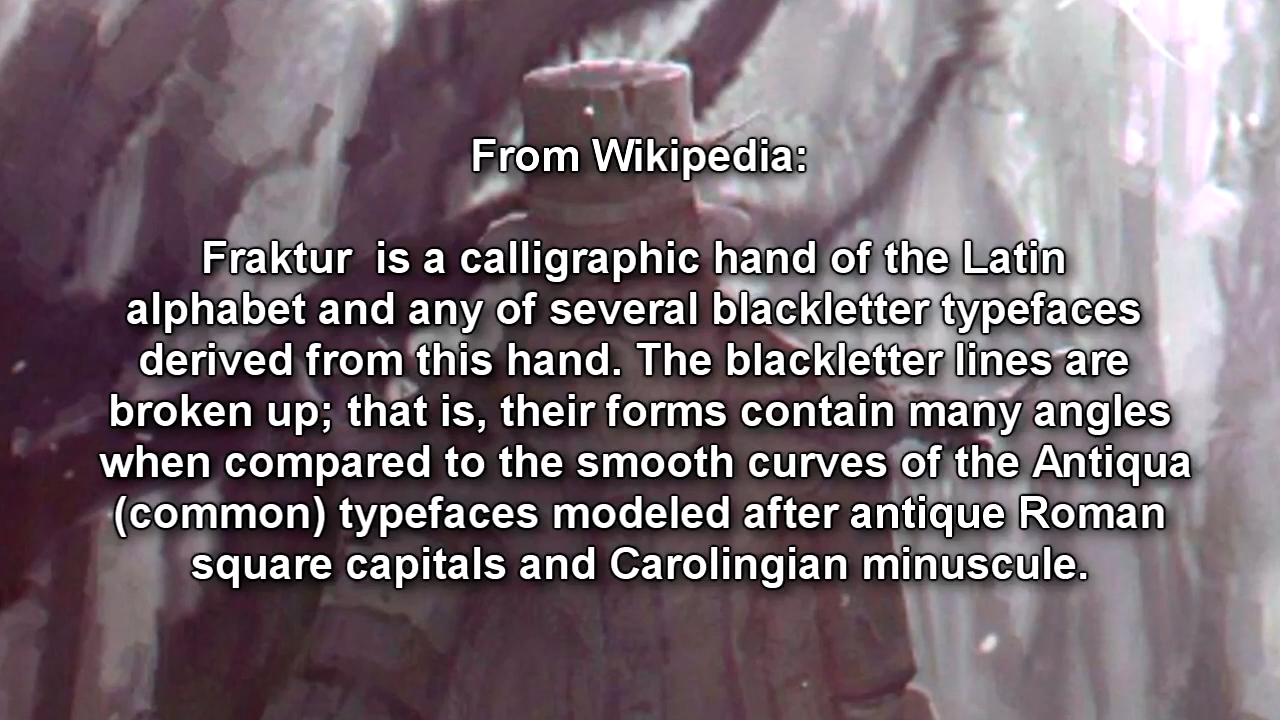 From Wikipedia:
Fraktur  is a calligraphic hand of the Latin
alphabet and any of several blackletter typefaces
derived from this hand. The blackletter lines are
broken up; that is, their forms contain many angles
when compared to the smooth curves of the Antiqua
(common) typefaces modeled after antique Roman
square capitals and Carolingian minuscule.